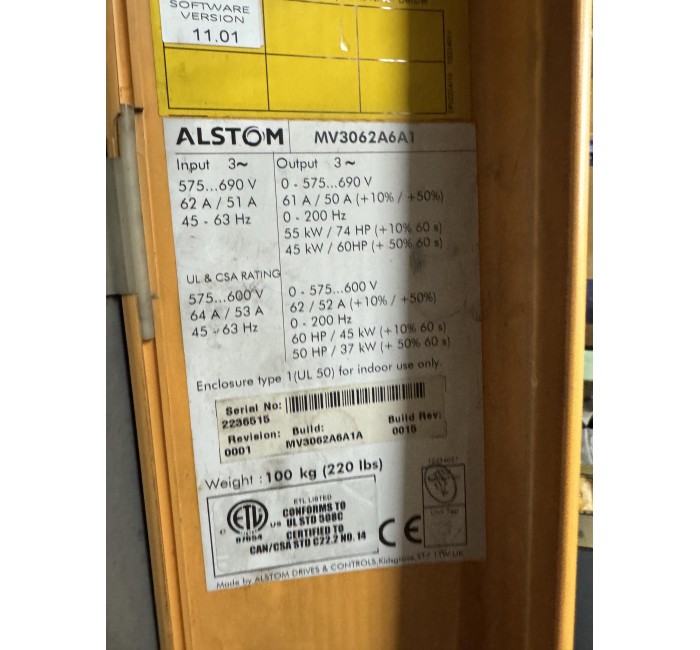 SOFTWARE
VERSION
11.01
ALSTOM MV3062A6A1
Input 3~ Output 3~
575...690 V 0 - 575...690 V
62 A / 51 A 61 A / 50 A (+10% / +50%)
45 - 63 Hz 0 - 200 Hz
55 kW / 74 HP (+10% 60 s)
45 kW / 60HP (+ 50% 60 s)
UL & CSA RATING
575...600 V 0 - 575...600 V
64 A / 53 A 62 / 52 A (+10% / +50%)
45 - 63 Hz 0 - 200 Hz
60 HP / 45 kW (+10% 60 s)
50 HP / 37 kW (+ 50% 60 s)
Enclosure type 1(UL 50) for indoor use only.
Serial No:
2236515
Revision: Build: Build Rev:
0001 MV3062A6A1A 0015
Weight : 100 kg (220 lbs)
ETL LISTED
CONFORMS TO
UL STD 508C
CERTIFIED TO
CAN/CSA STD C22.2 NO. 14
C ETL US
CE
Made by ALSTOM DRIVES & CONTROLS,